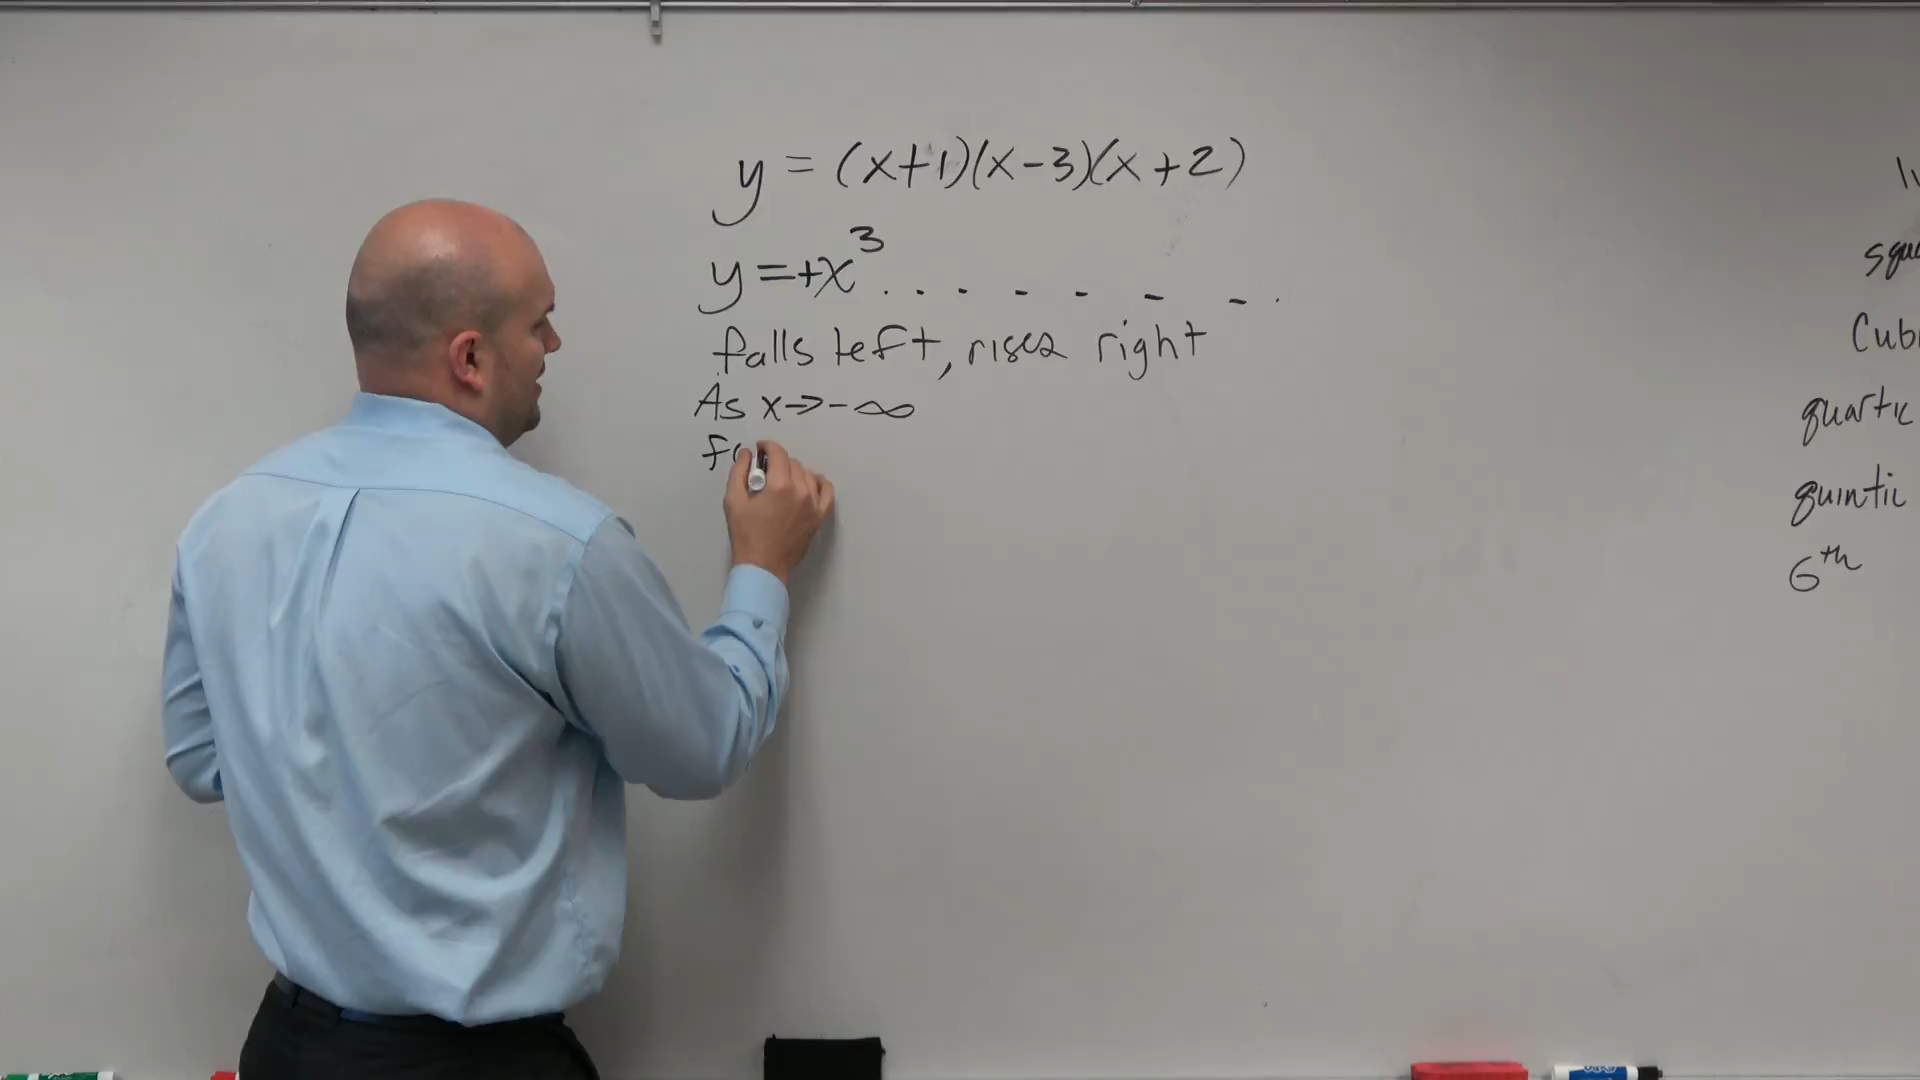 y = (x+1)(x-3)(x+2)
y = +x³ . . . - - - - - .
falls left, rises right
As x → -∞
f(
Cubi
quartic
quintic
6th